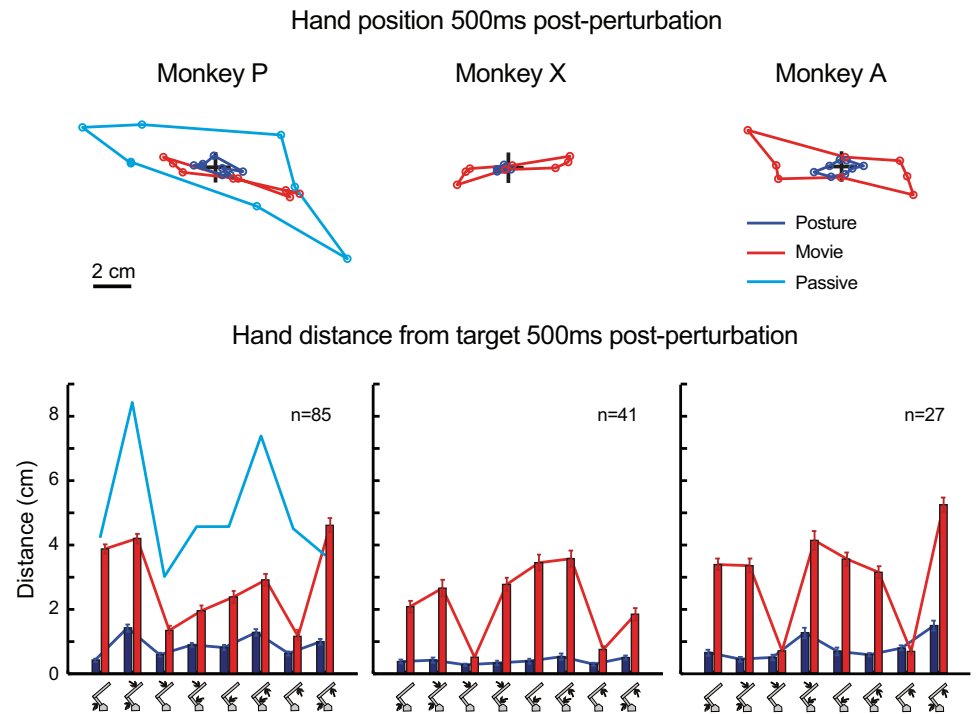 Hand position 500ms post-perturbation
Monkey P
Monkey X
Monkey A
Posture
Movie
Passive
2 cm
Hand distance from target 500ms post-perturbation
Distance (cm)
8
6
4
2
0
n=85
n=41
n=27